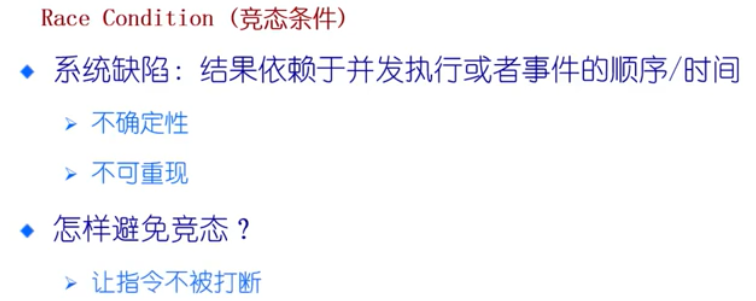 Race Condition (竞态条件)
系统缺陷: 结果依赖于并发执行或者事件的顺序/时间
不确定性
不可重现
怎样避免竞态?
让指令不被打断